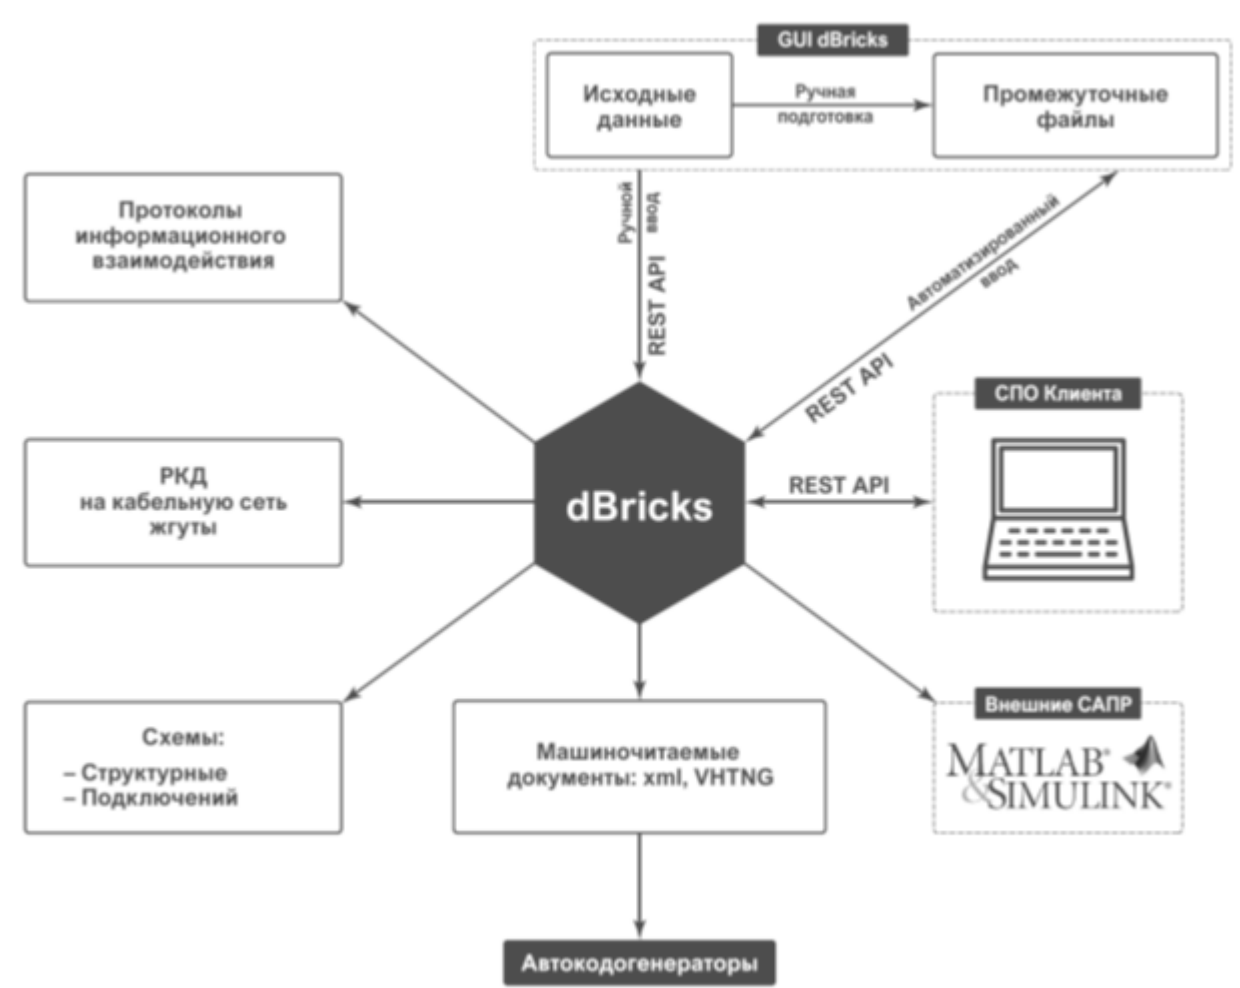 GUI dBricks
Исходные
данные
Ручная
подготовка
Промежуточные
файлы
Ручной
ввод
REST API
Автоматизированный
ввод
REST API
Протоколы
информационного
взаимодействия
РКД
на кабельную сеть
жгуты
dBricks
REST API
СПО Клиента
Схемы:
– Структурные
– Подключений
Машиночитаемые
документы: xml, VHTNG
Внешние САПР
MATLAB®
&SIMULINK®
Автокодогенераторы